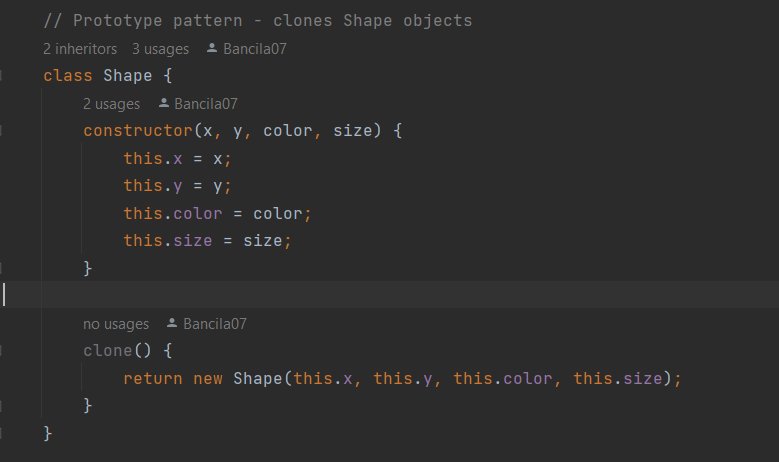 // Prototype pattern - clones Shape objects
2 inheritors 3 usages Bancila07
class Shape {
2 usages Bancila07
constructor(x, y, color, size) {
this.x = x;
this.y = y;
this.color = color;
this.size = size;
}
no usages Bancila07
clone() {
return new Shape(this.x, this.y, this.color, this.size);
}
}